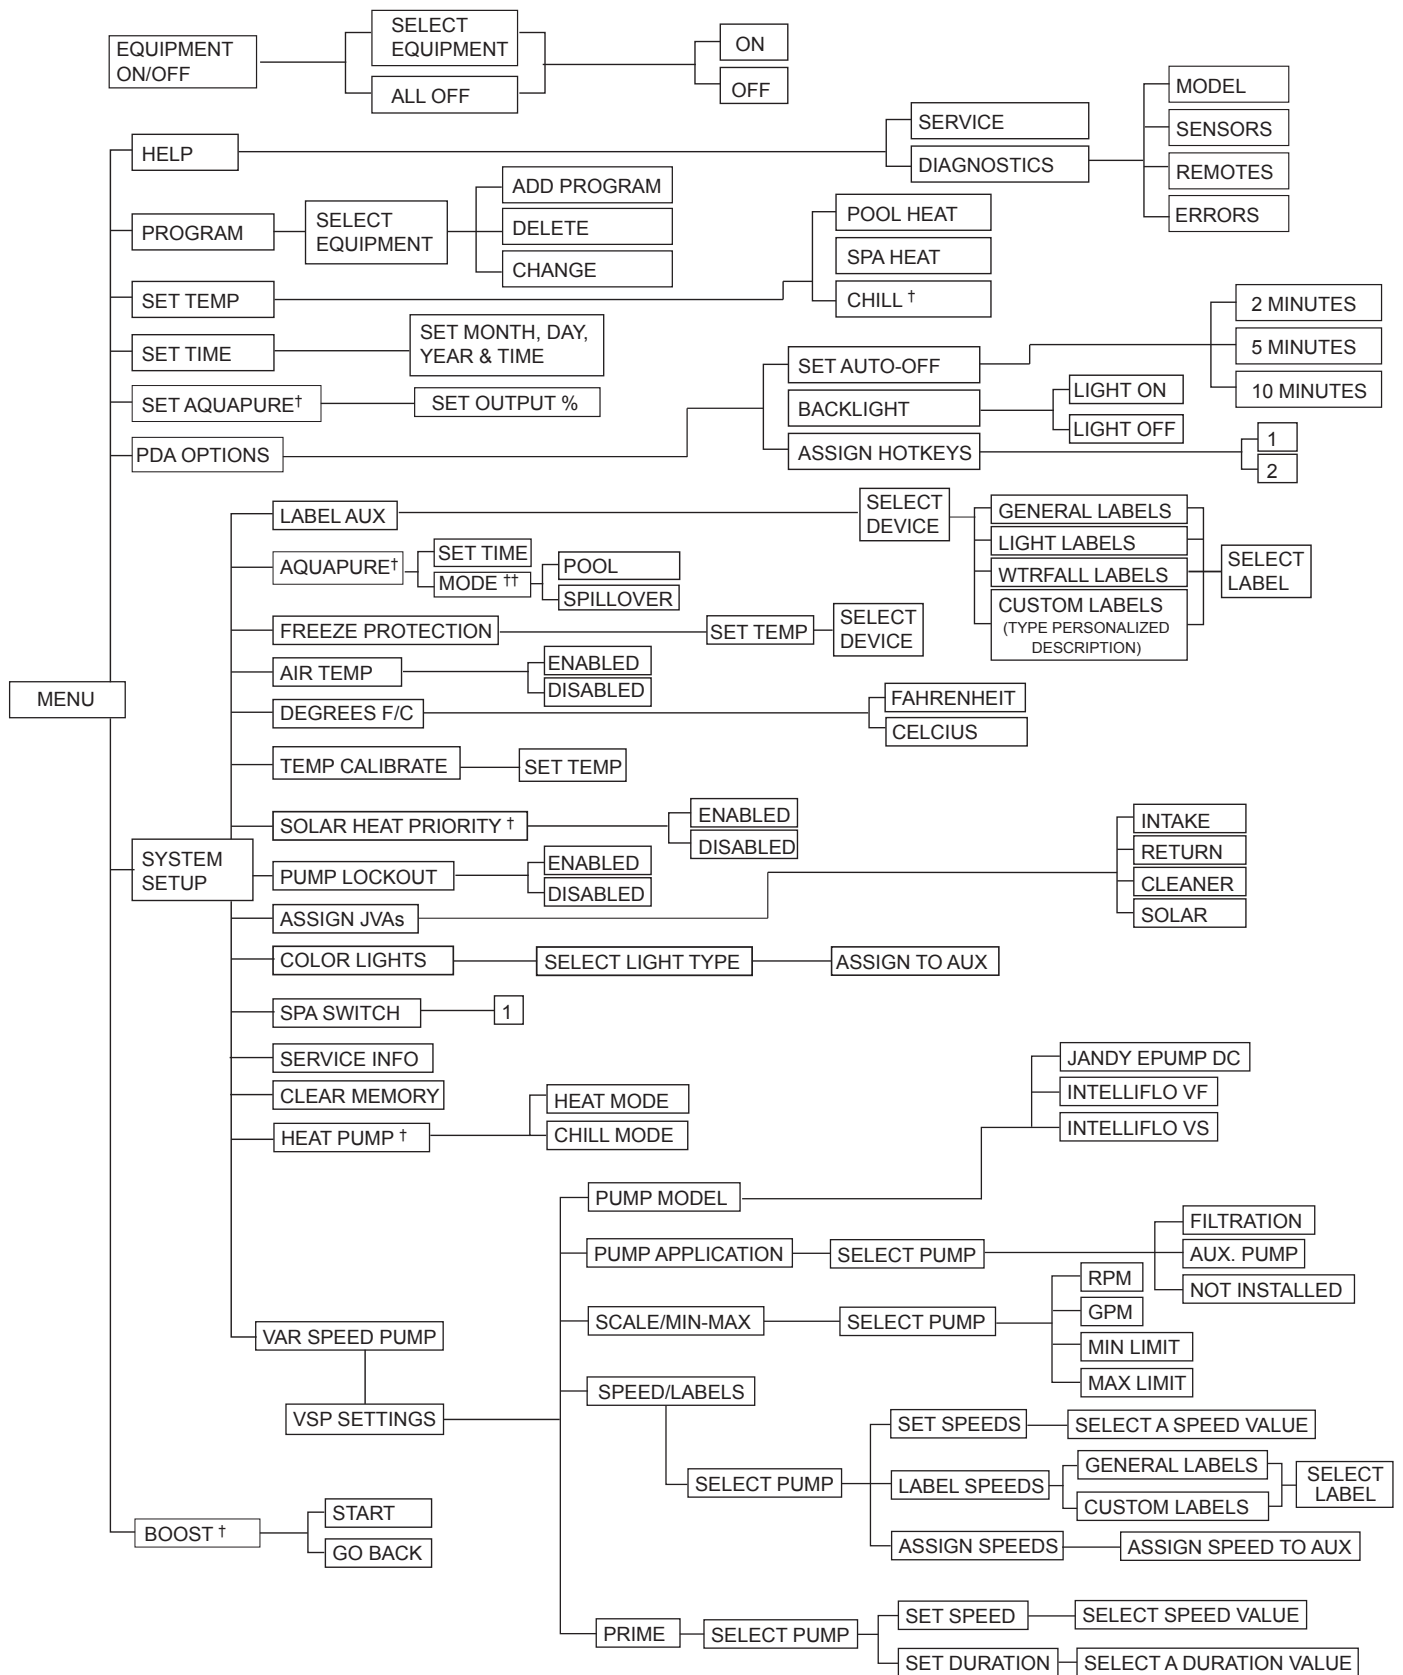 EQUIPMENT
ON/OFF
SELECT
EQUIPMENT
ALL OFF
ON
OFF
HELP
SERVICE
DIAGNOSTICS
MODEL
SENSORS
REMOTES
ERRORS
PROGRAM
SELECT
EQUIPMENT
ADD PROGRAM
DELETE
CHANGE
SET TEMP
POOL HEAT
SPA HEAT
CHILL †
SET TIME
SET MONTH, DAY,
YEAR & TIME
SET AQUAPURE†
SET OUTPUT %
PDA OPTIONS
SET AUTO-OFF
2 MINUTES
5 MINUTES
10 MINUTES
BACKLIGHT
LIGHT ON
LIGHT OFF
ASSIGN HOTKEYS
1
2
MENU
SYSTEM
SETUP
LABEL AUX
SELECT
DEVICE
GENERAL LABELS
LIGHT LABELS
WTRFALL LABELS
CUSTOM LABELS
(TYPE PERSONALIZED
DESCRIPTION)
SELECT
LABEL
AQUAPURE†
SET TIME
MODE ††
POOL
SPILLOVER
FREEZE PROTECTION
SET TEMP
SELECT
DEVICE
AIR TEMP
ENABLED
DISABLED
DEGREES F/C
FAHRENHEIT
CELCIUS
TEMP CALIBRATE
SET TEMP
SOLAR HEAT PRIORITY †
ENABLED
DISABLED
PUMP LOCKOUT
ENABLED
DISABLED
ASSIGN JVAs
INTAKE
RETURN
CLEANER
SOLAR
COLOR LIGHTS
SELECT LIGHT TYPE
ASSIGN TO AUX
SPA SWITCH
1
SERVICE INFO
CLEAR MEMORY
HEAT PUMP †
HEAT MODE
CHILL MODE
VAR SPEED PUMP
VSP SETTINGS
PUMP MODEL
JANDY EPUMP DC
INTELLIFLO VF
INTELLIFLO VS
PUMP APPLICATION
SELECT PUMP
FILTRATION
AUX. PUMP
NOT INSTALLED
SCALE/MIN-MAX
SELECT PUMP
RPM
GPM
MIN LIMIT
MAX LIMIT
SPEED/LABELS
SELECT PUMP
SET SPEEDS
SELECT A SPEED VALUE
LABEL SPEEDS
GENERAL LABELS
CUSTOM LABELS
SELECT
LABEL
ASSIGN SPEEDS
ASSIGN SPEED TO AUX
PRIME
SELECT PUMP
SET SPEED
SELECT SPEED VALUE
SET DURATION
SELECT A DURATION VALUE
BOOST †
START
GO BACK